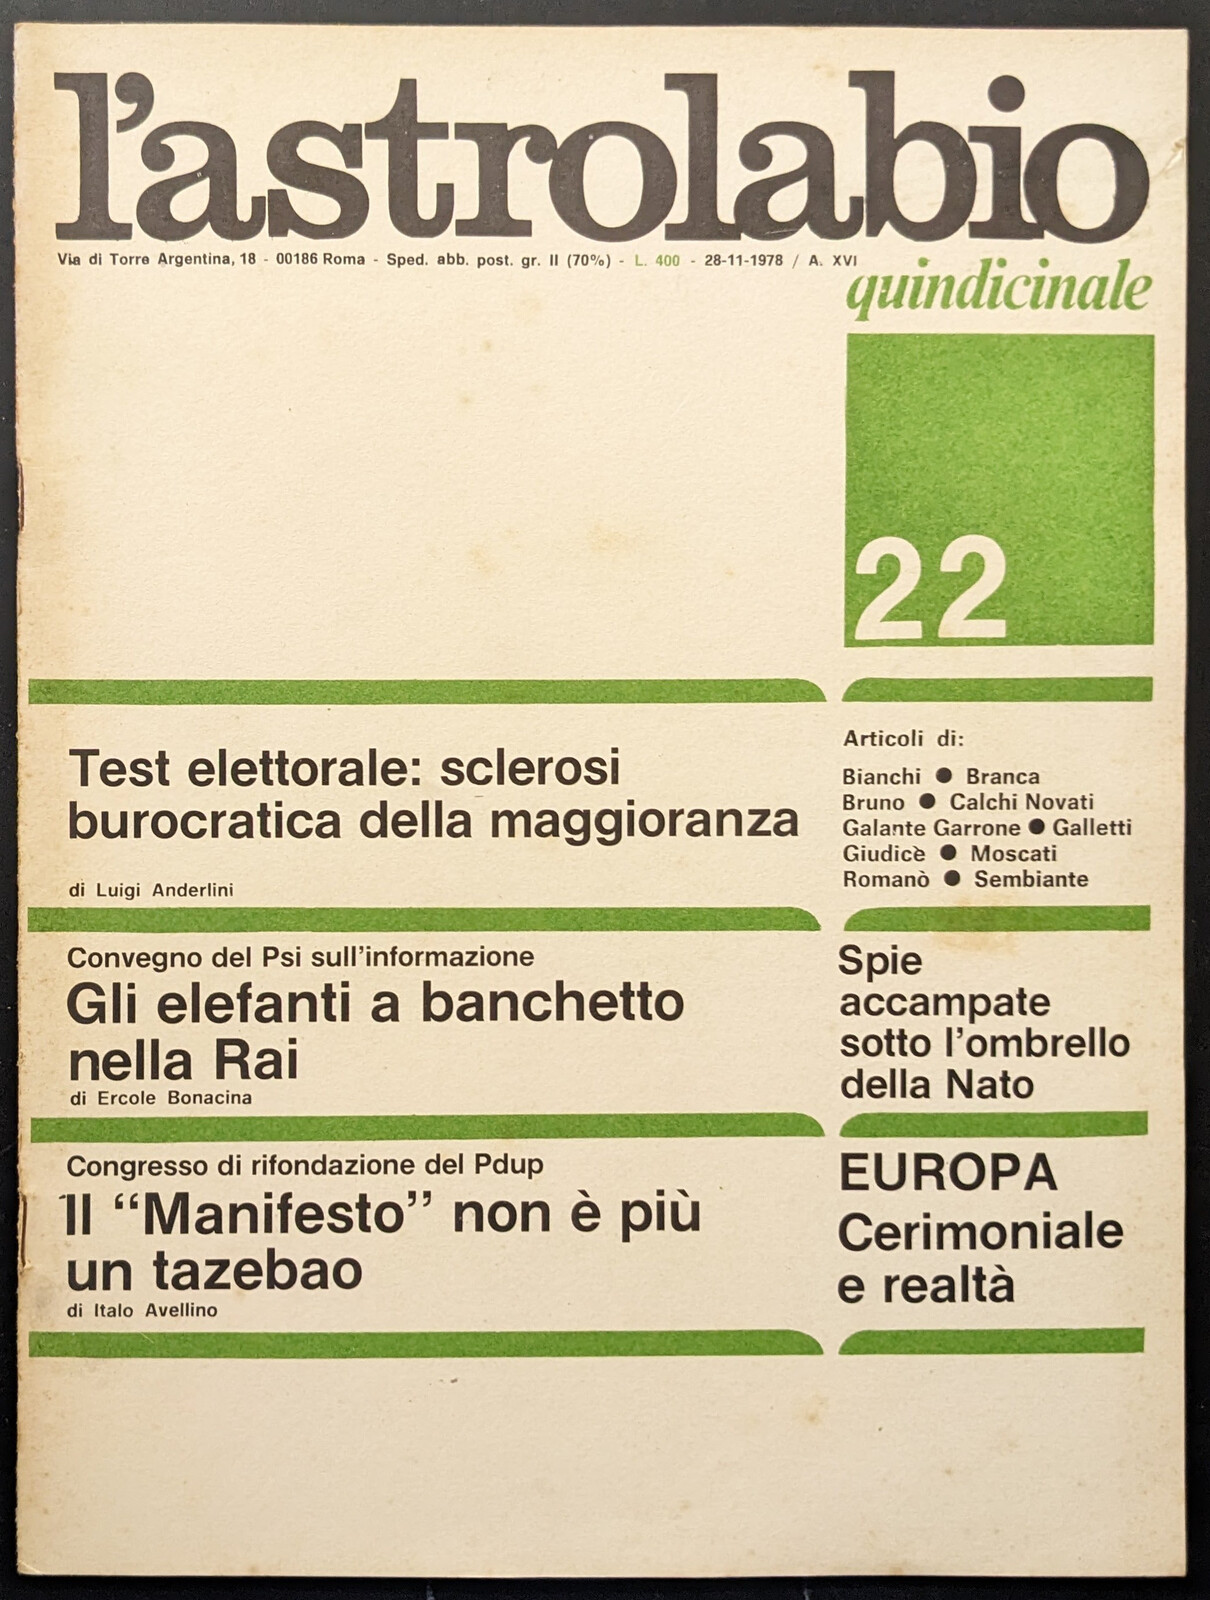 l'astrolabio
Via di Torre Argentina, 18 - 00186 Roma - Sped. abb. post. gr. II (70%) - L. 400 - 28-11-1978 / A. XVI
quindicinale
22
Test elettorale: sclerosi
burocratica della maggioranza
di Luigi Anderlini
Articoli di:
Bianchi ● Branca
Bruno ● Calchi Novati
Galante Garrone ● Galletti
Giudicè ● Moscati
Romanò ● Sembiante
Convegno del Psi sull'informazione
Gli elefanti a banchetto
nella Rai
di Ercole Bonacina
Spie
accampate
sotto l'ombrello
della Nato
Congresso di rifondazione del Pdup
Il “Manifesto” non è più
un tazebao
di Italo Avellino
EUROPA
Cerimoniale
e realtà